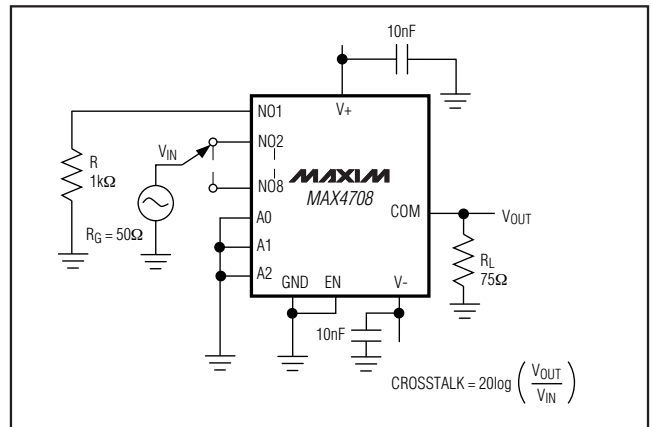 10nF
V+
NO1
NO2
NO8
VIN
R
1kΩ
RG = 50Ω
MAXIM
MAX4708
A0
A1
A2
COM
VOUT
RL
75Ω
GND
EN
V-
10nF
CROSSTALK = 20log ( VOUT / VIN )